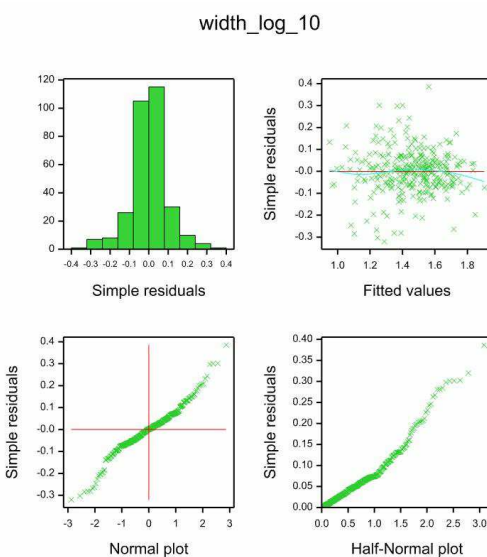 width_log_10
120
100
80
60
40
20
0
-0.4 -0.3 -0.2 -0.1 0.0 0.1 0.2 0.3 0.4
Simple residuals
Simple residuals
0.4
0.3
0.2
0.1
-0.0
-0.1
-0.2
-0.3
1.0 1.2 1.4 1.6 1.8
Fitted values
Simple residuals
0.4
0.3
0.2
0.1
-0.0
-0.1
-0.2
-0.3
-3 -2 -1 0 1 2 3
Normal plot
Simple residuals
0.40
0.35
0.30
0.25
0.20
0.15
0.10
0.05
0.00
0.0 0.5 1.0 1.5 2.0 2.5 3.0
Half-Normal plot